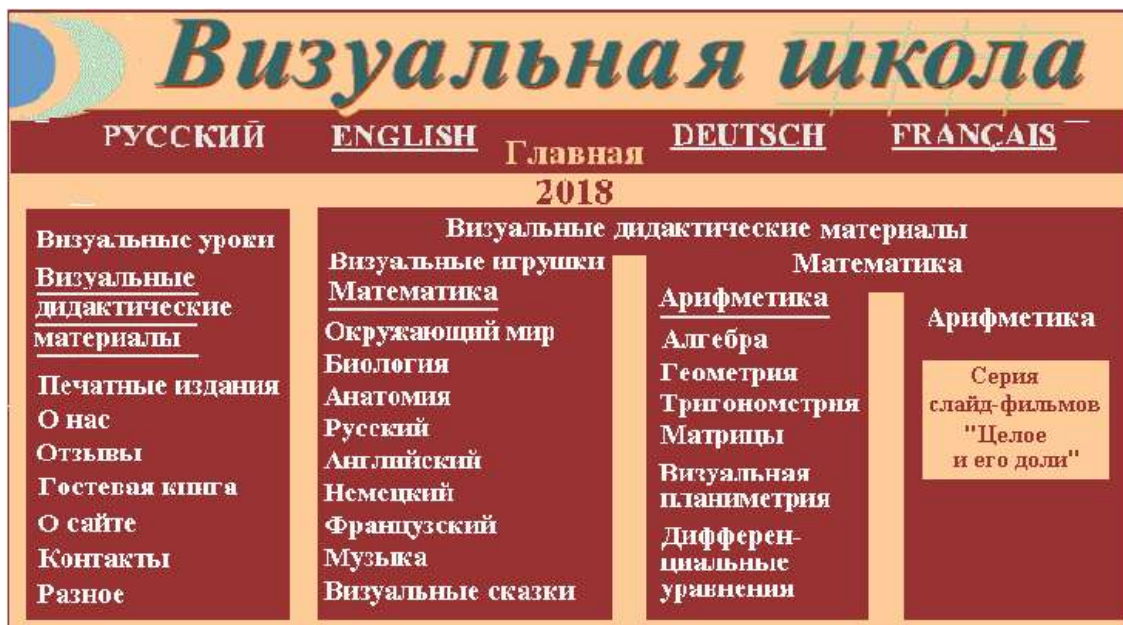 Визуальная школа
РУССКИЙ ENGLISH DEUTSCH FRANÇAIS
Главная
2018
Визуальные уроки
Визуальные
дидактические
материалы
Печатные издания
О нас
Отзывы
Гостевая книга
О сайте
Контакты
Разное
Визуальные дидактические материалы
Визуальные игрушки
Математика
Окружающий мир
Биология
Анатомия
Русский
Английский
Немецкий
Французский
Музыка
Визуальные сказки
Математика
Арифметика
Алгебра
Геометрия
Тригонометрия
Матрицы
Визуальная
планиметрия
Дифферен-
циальные
уравнения
Арифметика
Серия
слайд-фильмов
"Целое
и его доли"